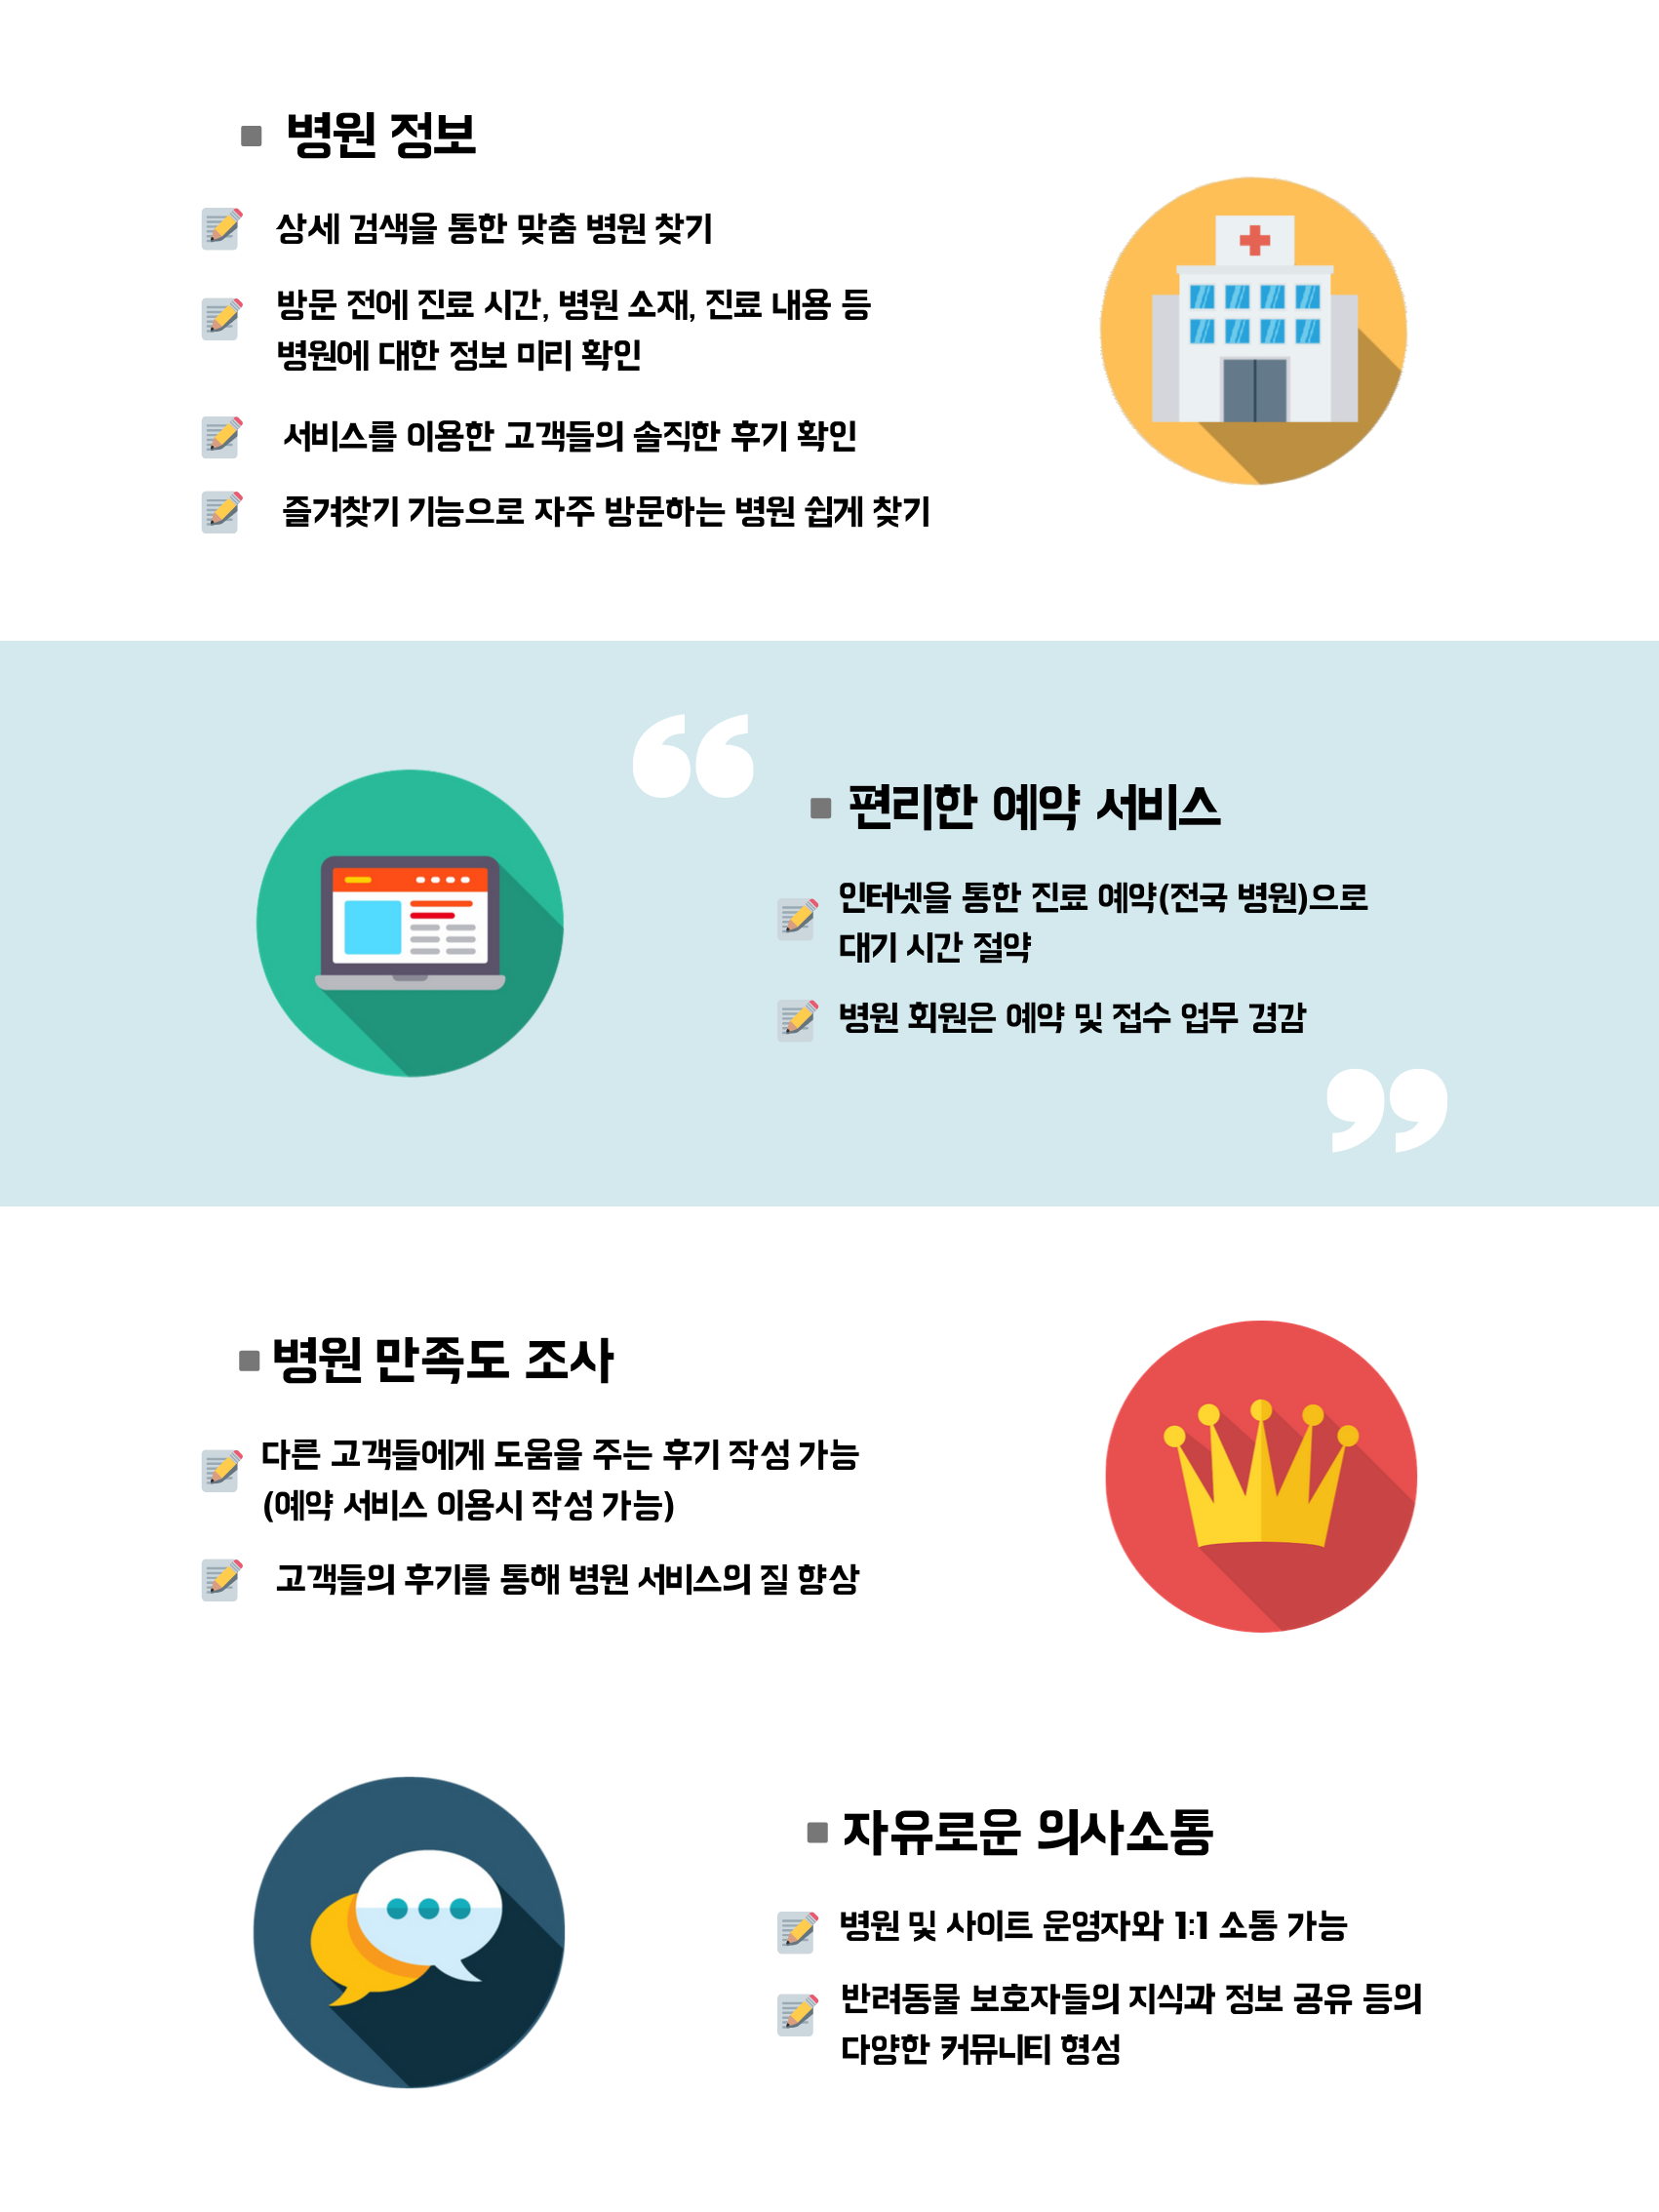 병원 정보
상세 검색을 통한 맞춤 병원 찾기
방문 전에 진료 시간, 병원 소재, 진료 내용 등
병원에 대한 정보 미리 확인
서비스를 이용한 고객들의 솔직한 후기 확인
즐겨찾기 기능으로 자주 방문하는 병원 쉽게 찾기
“
편리한 예약 서비스
인터넷을 통한 진료 예약(전국 병원)으로
대기 시간 절약
병원 회원은 예약 및 접수 업무 경감
”
병원 만족도 조사
다른 고객들에게 도움을 주는 후기 작성 가능
(예약 서비스 이용시 작성 가능)
고객들의 후기를 통해 병원 서비스의 질 향상
자유로운 의사소통
병원 및 사이트 운영자와 1:1 소통 가능
반려동물 보호자들의 지식과 정보 공유 등의
다양한 커뮤니티 형성